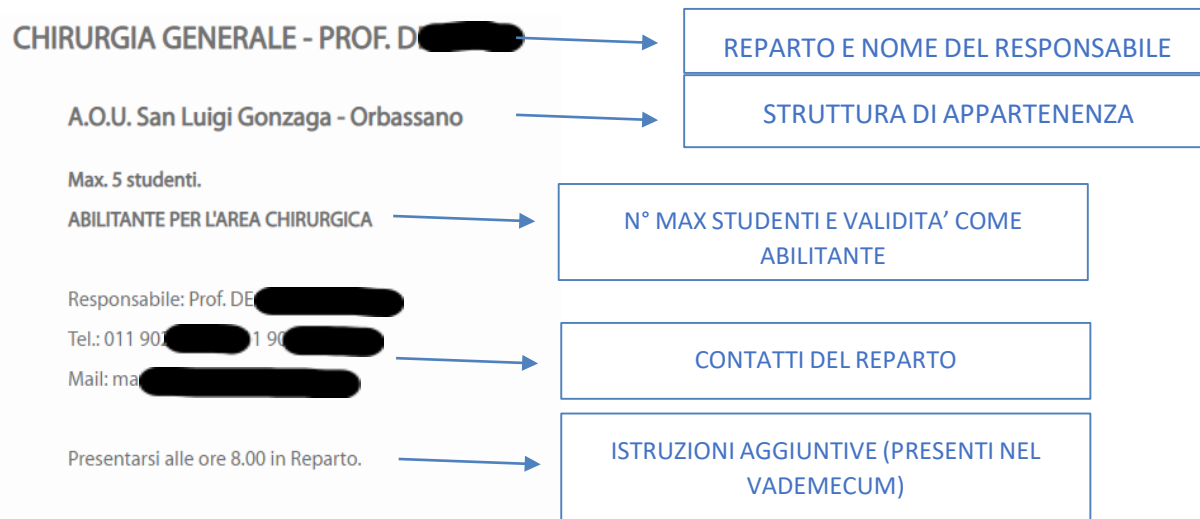 CHIRURGIA GENERALE - PROF. D
REPARTO E NOME DEL RESPONSABILE
A.O.U. San Luigi Gonzaga - Orbassano
STRUTTURA DI APPARTENENZA
Max. 5 studenti.
ABILITANTE PER L'AREA CHIRURGICA
N° MAX STUDENTI E VALIDITA’ COME
ABILITANTE
Responsabile: Prof. DE
Tel.: 011 90 1 90
Mail: ma
CONTATTI DEL REPARTO
Presentarsi alle ore 8.00 in Reparto.
ISTRUZIONI AGGIUNTIVE (PRESENTI NEL
VADEMECUM)